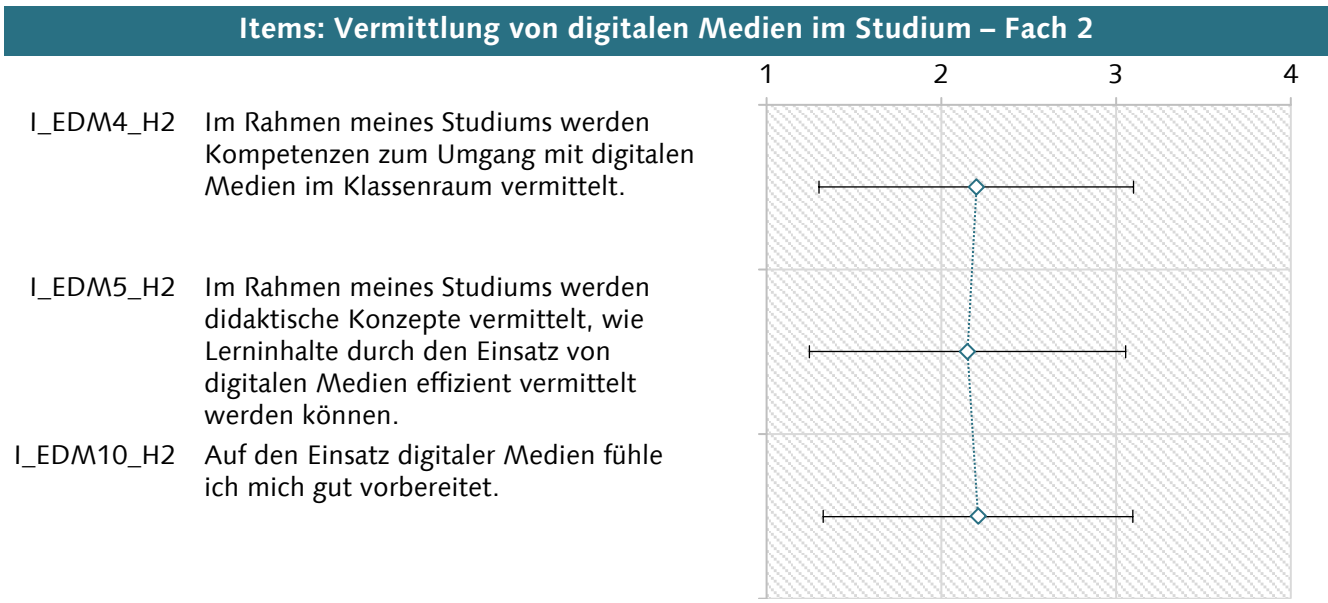 Items: Vermittlung von digitalen Medien im Studium – Fach 2
1 2 3 4
I_EDM4_H2 Im Rahmen meines Studiums werden
Kompetenzen zum Umgang mit digitalen
Medien im Klassenraum vermittelt.
I_EDM5_H2 Im Rahmen meines Studiums werden
didaktische Konzepte vermittelt, wie
Lerninhalte durch den Einsatz von
digitalen Medien effizient vermittelt
werden können.
I_EDM10_H2 Auf den Einsatz digitaler Medien fühle
ich mich gut vorbereitet.